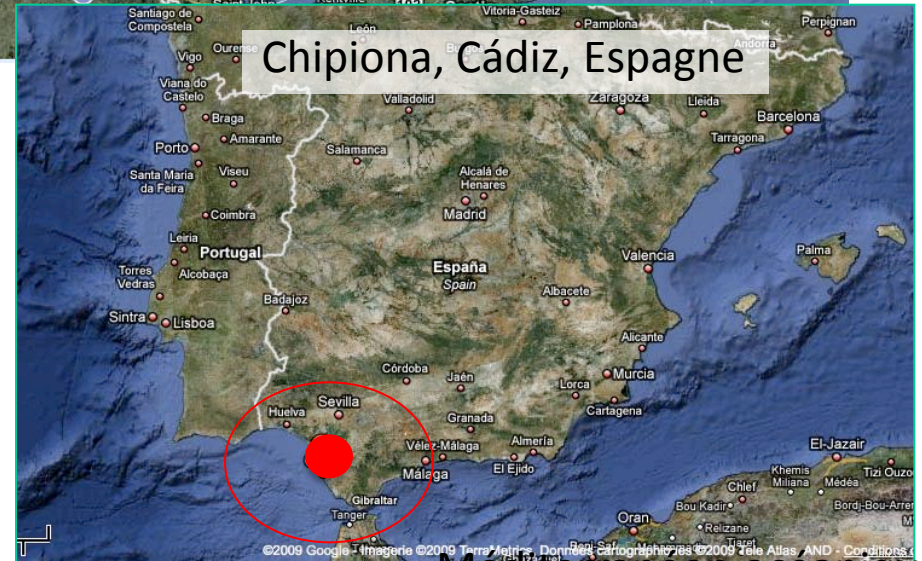 Santiago de
Compostela
León
Vitoria-Gasteiz
Pamplona
Perpignan
Andorra
Vigo
Ourense
Chipiona, Cádiz, Espagne
Viana do
Castelo
Braga
Valladolid
Zaragoza
Lleida
Barcelona
Amarante
Porto
Salamanca
Tarragona
Santa Maria
da Feira
Viseu
Alcalá de
Henares
Madrid
Coimbra
Leiria
Portugal
Valencia
Palma
Torres
Vedras
Alcobaça
España
Spain
Albacete
Badajoz
Sintra
Lisboa
Alicante
Córdoba
Jaén
Murcia
Lorca
Sevilla
Huelva
Granada
Cartagena
Vélez-Málaga
Almería
El-Jazair
Málaga
El Ejido
Khemis
Miliana
Médéa
Tizi Ouzo
Chlef
Gibraltar
Bou Kadir
Bordj-Bou-Arrer
Tanger
Oran
Relizane
Tiaret
©2009 Google - Imagerie ©2009 TerraMetrics, Données cartographiques ©2009 Tele Atlas, AND - Conditions d